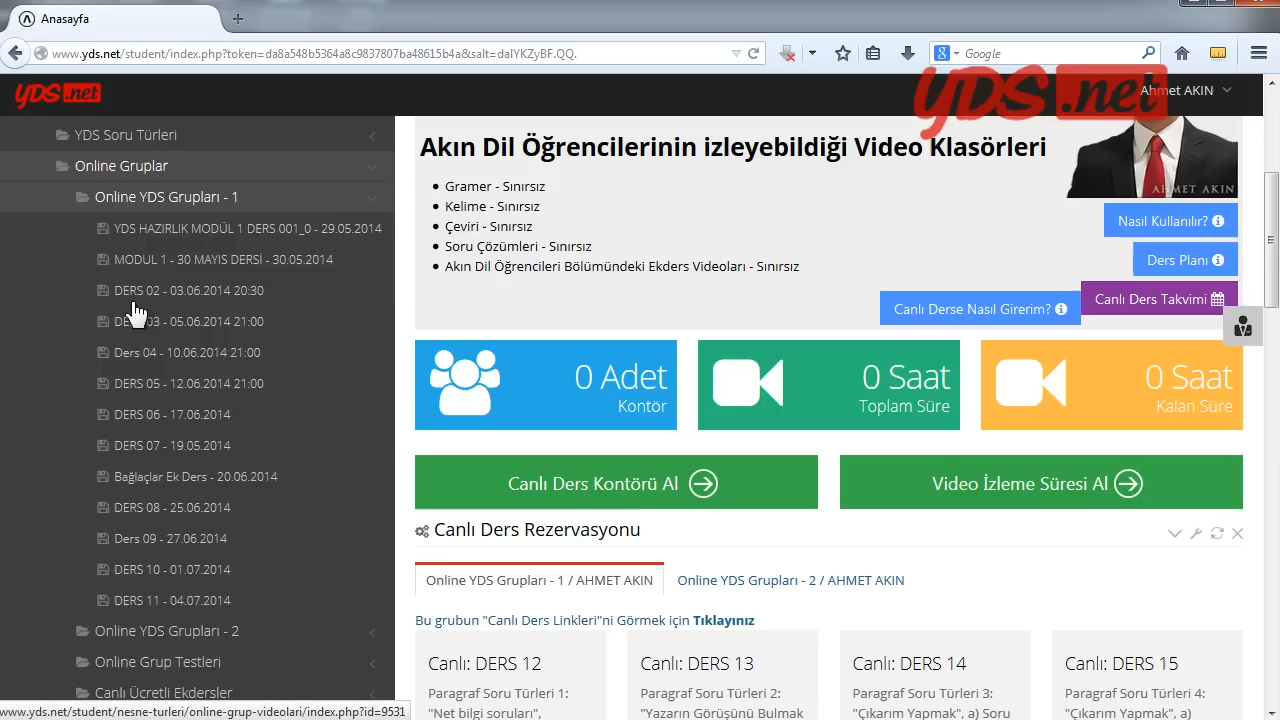 Anasayfa
www.yds.net/student/index.php?token=da8a548b5364a8c9837807ba48615b4a&salt=daIYKZyBF.QQ.
Google
YDS.net
YDS.net
Ahmet AKIN
YDS Soru Türleri
Online Gruplar
Online YDS Grupları - 1
YDS HAZIRLIK MODÜL 1 DERS 001_0 - 29.05.2014
MODUL 1 - 30 MAYIS DERSİ - 30.05.2014
DERS 02 - 03.06.2014 20:30
03 - 05.06.2014 21:00
Ders 04 - 10.06.2014 21:00
DERS 05 - 12.06.2014 21:00
DERS 06 - 17.06.2014
DERS 07 - 19.05.2014
Bağlaçlar Ek Ders - 20.06.2014
DERS 08 - 25.06.2014
Ders 09 - 27.06.2014
DERS 10 - 01.07.2014
DERS 11 - 04.07.2014
Online YDS Grupları - 2
Online Grup Testleri
Canlı Ücretli Ekdersler
www.yds.net/student/nesne-turleri/online-grup-videolari/index.php?id=9531
Akın Dil Öğrencilerinin izleyebildiği Video Klasörleri
Gramer - Sınırsız
Kelime - Sınırsız
Çeviri - Sınırsız
Soru Çözümleri - Sınırsız
Akın Dil Öğrencileri Bölümündeki Ekders Videoları - Sınırsız
AHMET AKIN
Nasıl Kullanılır?
Ders Planı
Canlı Ders Takvimi
Canlı Derse Nasıl Girerim?
0 Adet
Kontör
0 Saat
Toplam Süre
0 Saat
Kalan Süre
Canlı Ders Kontörü Al
Video İzleme Süresi Al
Canlı Ders Rezervasyonu
Online YDS Grupları - 1 / AHMET AKIN
Online YDS Grupları - 2 / AHMET AKIN
Bu grubun "Canlı Ders Linkleri"ni Görmek için Tıklayınız
Canlı: DERS 12
Paragraf Soru Türleri 1:
"Net bilgi soruları",
Canlı: DERS 13
Paragraf Soru Türleri 2:
"Yazarın Görüşünü Bulmak
Canlı: DERS 14
Paragraf Soru Türleri 3:
"Çıkarım Yapmak", a) Soru
Canlı: DERS 15
Paragraf Soru Türleri 4:
"Çıkarım Yapmak", a)